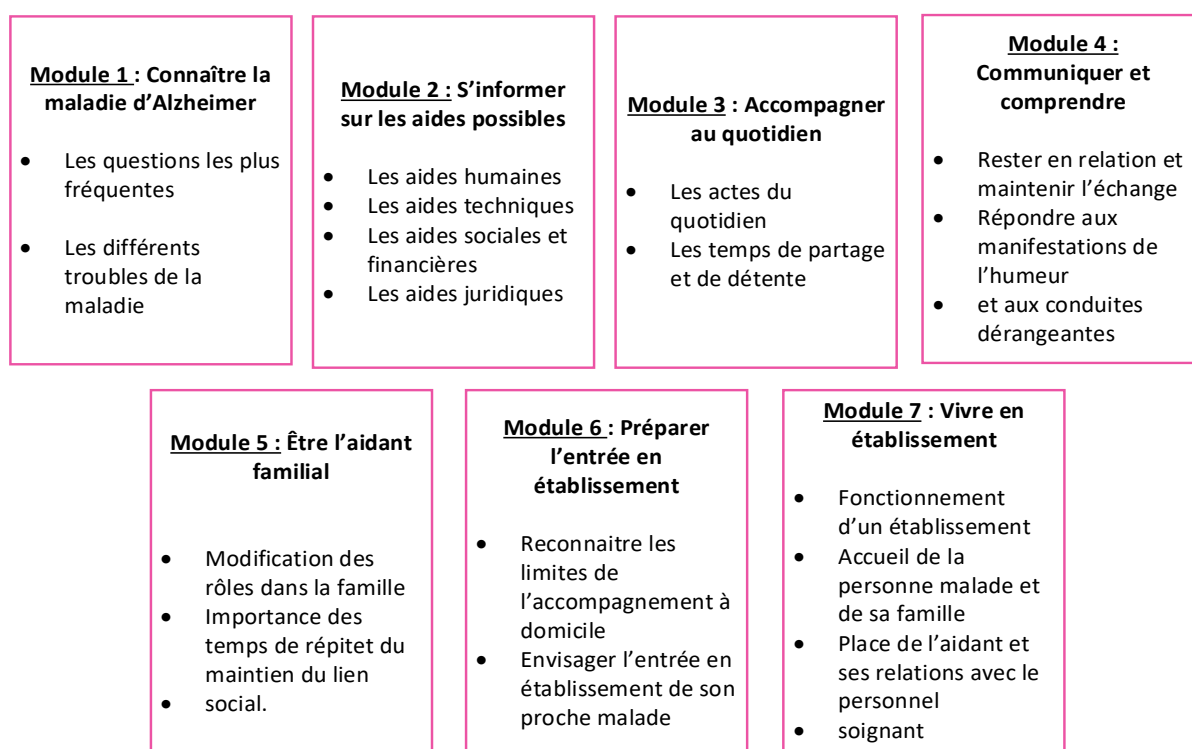 Module 1 : Connaître la
maladie d’Alzheimer
• Les questions les plus
fréquentes
• Les différents
troubles de la
maladie
Module 2 : S’informer
sur les aides possibles
• Les aides humaines
• Les aides techniques
• Les aides sociales et
financières
• Les aides juridiques
Module 3 : Accompagner
au quotidien
• Les actes du
quotidien
• Les temps de partage
et de détente
Module 4 :
Communiquer et
comprendre
• Rester en relation et
maintenir l’échange
• Répondre aux
manifestations de
l’humeur
• et aux conduites
dérangeantes
Module 5 : Être l’aidant
familial
• Modification des
rôles dans la famille
• Importance des
temps de répitet du
maintien du lien
• social.
Module 6 : Préparer
l’entrée en
établissement
• Reconnaitre les
limites de
l’accompagnement à
domicile
• Envisager l’entrée en
établissement de son
proche malade
Module 7 : Vivre en
établissement
• Fonctionnement
d’un établissement
• Accueil de la
personne malade et
de sa famille
• Place de l’aidant et
ses relations avec le
personnel
• soignant